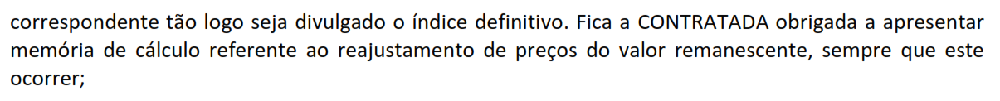 correspondente tão logo seja divulgado o índice definitivo. Fica a CONTRATADA obrigada a apresentar
memória de cálculo referente ao reajustamento de preços do valor remanescente, sempre que este
ocorrer;